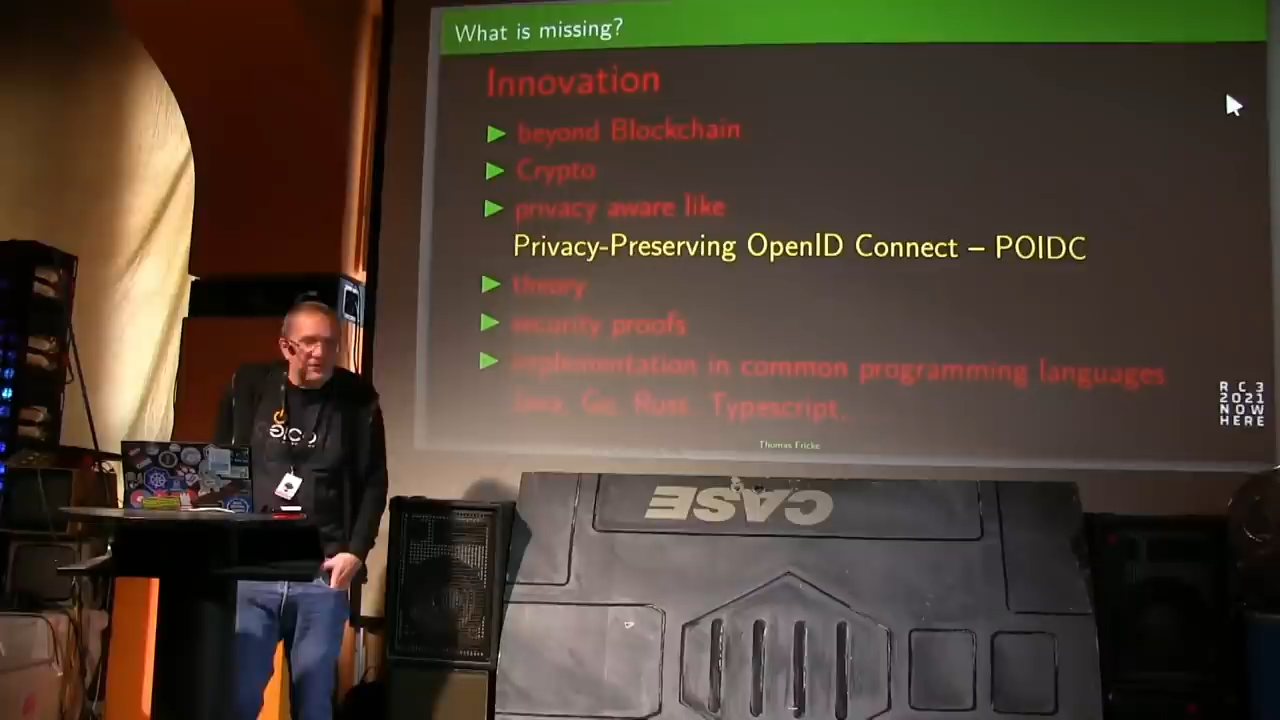 What is missing?
Innovation
beyond Blockchain
Crypto
privacy aware like
Privacy-Preserving OpenID Connect – POIDC
theory
security proofs
implementation in common programming languages
Java, Go, Rust, Typescript,
Thomas Fricke
R C 3
2021
NOW
HERE
CASE